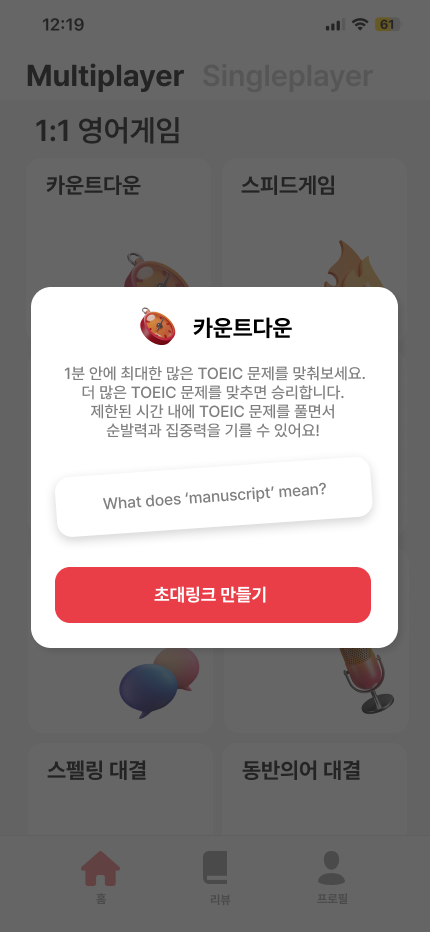 12:19
61
Multiplayer Singleplayer
1:1 영어게임
카운트다운
스피드게임
카운트다운
1분 안에 최대한 많은 TOEIC 문제를 맞춰보세요.
더 많은 TOEIC 문제를 맞추면 승리합니다.
제한된 시간 내에 TOEIC 문제를 풀면서
순발력과 집중력을 기를 수 있어요!
What does ‘manuscript’ mean?
초대링크 만들기
스펠링 대결
동반의어 대결
홈
리뷰
프로필